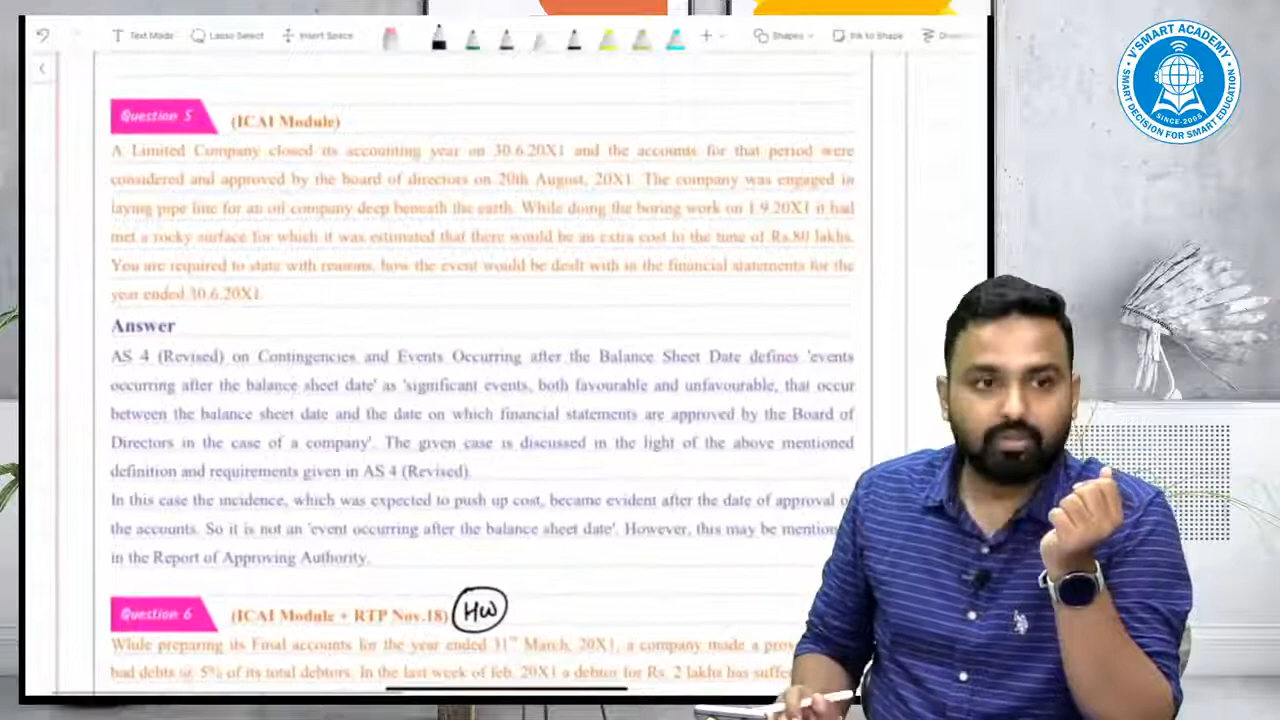 Text Mode Lasso Select Insert Space Shapes Ink to Shape
Question 5 (ICAI Module)
A Limited Company closed its accounting year on 30.6.20X1 and the accounts for that period were
considered and approved by the board of directors on 20th August, 20X1. The company was engaged in
laying pipe line for an oil company deep beneath the earth. While doing the boring work on 1.9.20X1 it had
met a rocky surface for which it was estimated that there would be an extra cost to the tune of Rs.80 lakhs.
You are required to state with reasons, how the event would be dealt with in the financial statements for the
year ended 30.6.20X1.
Answer
AS 4 (Revised) on Contingencies and Events Occurring after the Balance Sheet Date defines 'events
occurring after the balance sheet date' as 'significant events, both favourable and unfavourable, that occur
between the balance sheet date and the date on which financial statements are approved by the Board of
Directors in the case of a company'. The given case is discussed in the light of the above mentioned
definition and requirements given in AS 4 (Revised).
In this case the incidence, which was expected to push up cost, became evident after the date of approval o
the accounts. So it is not an 'event occurring after the balance sheet date'. However, this may be mention
in the Report of Approving Authority.
Question 6 (ICAI Module + RTP Nov.18) HW
While preparing its Final accounts for the year ended 31st March, 20X1, a company made a prov
bad debts @ 5% of its total debtors. In the last week of feb. 20X1 a debtor for Rs. 2 lakhs has suffe
V'SMART ACADEMY
SINCE-2005
SMART DECISION FOR SMART EDUCATION